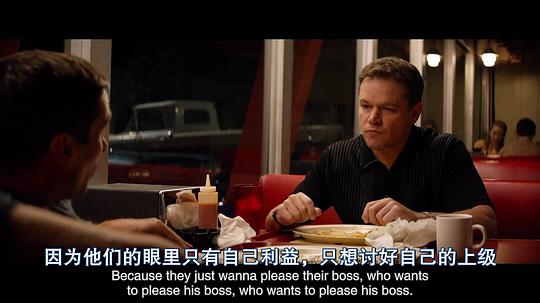 因为他们的眼里只有自己利益，只想讨好自己的上级
Because they just wanna please their boss, who wants
to please his boss, who wants to please his boss.